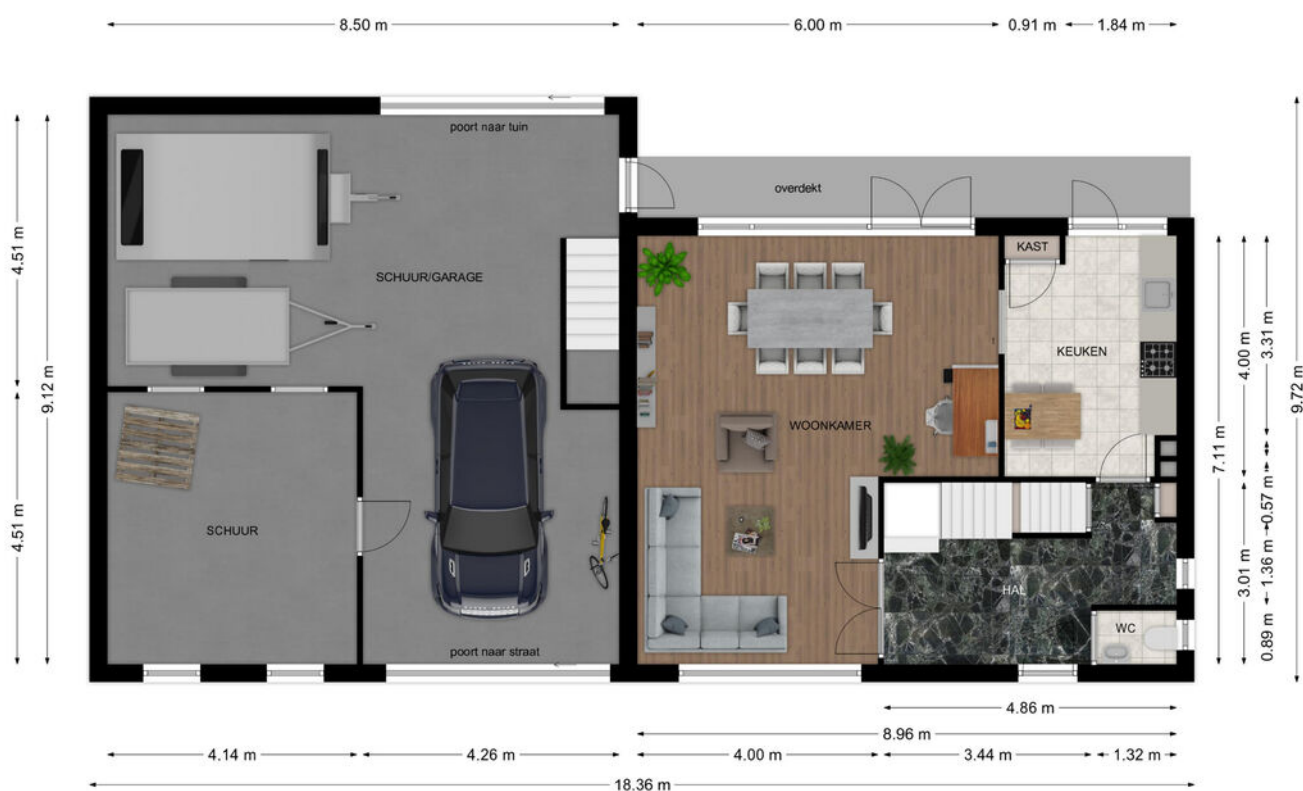 8.50 m
6.00 m
0.91 m
1.84 m
poort naar tuin
overdekt
KAST
SCHUUR/GARAGE
KEUKEN
WOONKAMER
SCHUUR
HAL
WC
poort naar straat
4.51 m
4.51 m
9.12 m
7.11 m
4.00 m
3.01 m
3.31 m
0.57 m
1.36 m
0.89 m
9.72 m
4.86 m
8.96 m
4.14 m
4.26 m
4.00 m
3.44 m
1.32 m
18.36 m